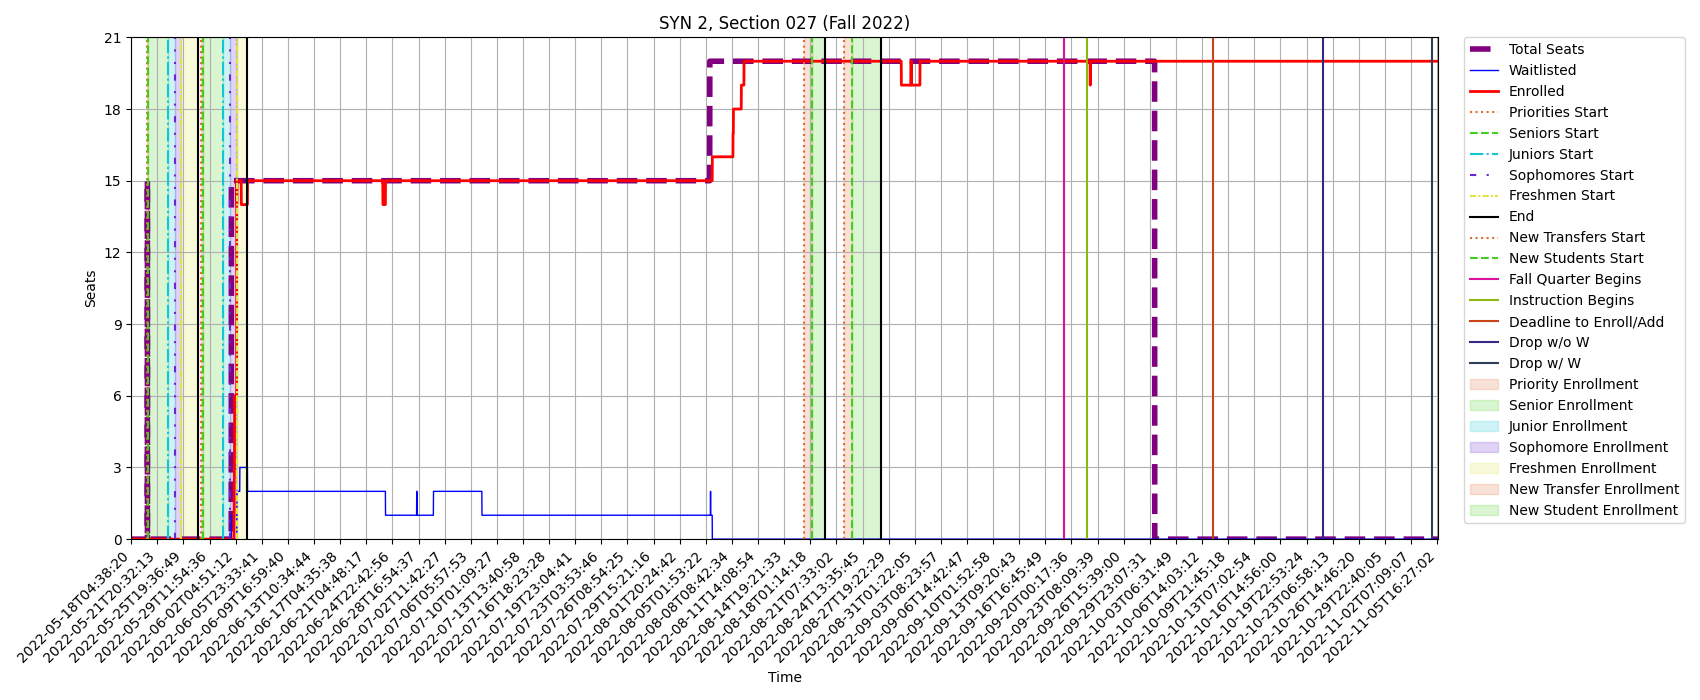 SYN 2, Section 027 (Fall 2022)
Seats
21
18
15
12
9
6
3
0
2022-05-18T04:38:20
2022-05-21T20:32:13
2022-05-25T19:36:49
2022-05-29T11:54:36
2022-06-02T04:51:12
2022-06-05T23:33:41
2022-06-09T16:59:40
2022-06-13T10:34:44
2022-06-17T04:35:38
2022-06-21T04:48:17
2022-06-24T22:42:56
2022-06-28T16:54:37
2022-07-02T11:42:27
2022-07-06T05:57:53
2022-07-10T01:09:27
2022-07-13T13:40:58
2022-07-16T18:23:28
2022-07-19T23:04:41
2022-07-23T03:53:46
2022-07-26T08:54:25
2022-07-29T15:21:16
2022-08-01T20:24:42
2022-08-05T01:53:22
2022-08-08T08:42:34
2022-08-11T14:08:54
2022-08-14T19:21:33
2022-08-18T01:14:18
2022-08-21T07:33:02
2022-08-24T13:35:45
2022-08-27T19:22:29
2022-08-31T01:22:05
2022-09-03T08:23:57
2022-09-06T14:42:47
2022-09-10T01:52:58
2022-09-13T09:20:43
2022-09-16T16:45:49
2022-09-20T00:17:36
2022-09-23T08:09:39
2022-09-26T15:39:00
2022-09-29T23:07:31
2022-10-03T06:31:49
2022-10-06T14:03:12
2022-10-09T21:45:18
2022-10-13T07:02:54
2022-10-16T14:56:00
2022-10-19T22:53:24
2022-10-23T06:58:13
2022-10-26T14:46:20
2022-10-29T22:40:05
2022-11-02T07:09:07
2022-11-05T16:27:02
Time
Total Seats
Waitlisted
Enrolled
Priorities Start
Seniors Start
Juniors Start
Sophomores Start
Freshmen Start
End
New Transfers Start
New Students Start
Fall Quarter Begins
Instruction Begins
Deadline to Enroll/Add
Drop w/o W
Drop w/ W
Priority Enrollment
Senior Enrollment
Junior Enrollment
Sophomore Enrollment
Freshmen Enrollment
New Transfer Enrollment
New Student Enrollment